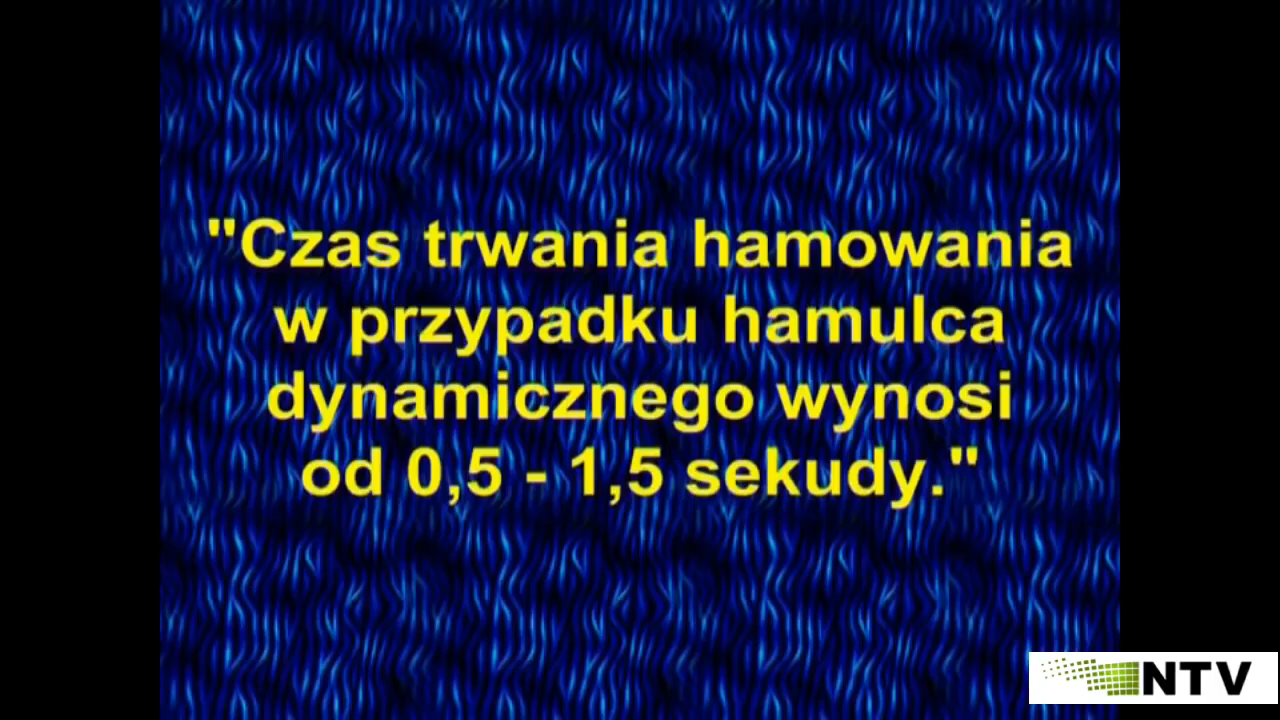 "Czas trwania hamowania
w przypadku hamulca
dynamicznego wynosi
od 0,5 - 1,5 sekudy."
NTV